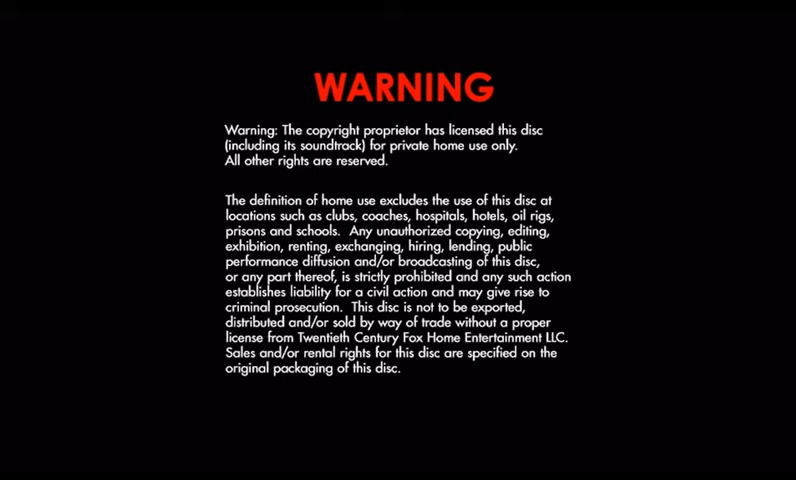 WARNING
Warning: The copyright proprietor has licensed this disc
(including its soundtrack) for private home use only.
All other rights are reserved.
The definition of home use excludes the use of this disc at
locations such as clubs, coaches, hospitals, hotels, oil rigs,
prisons and schools. Any unauthorized copying, editing,
exhibition, renting, exchanging, hiring, lending, public
performance diffusion and/or broadcasting of this disc,
or any part thereof, is strictly prohibited and any such action
establishes liability for a civil action and may give rise to
criminal prosecution. This disc is not to be exported,
distributed and/or sold by way of trade without a proper
license from Twentieth Century Fox Home Entertainment LLC.
Sales and/or rental rights for this disc are specified on the
original packaging of this disc.